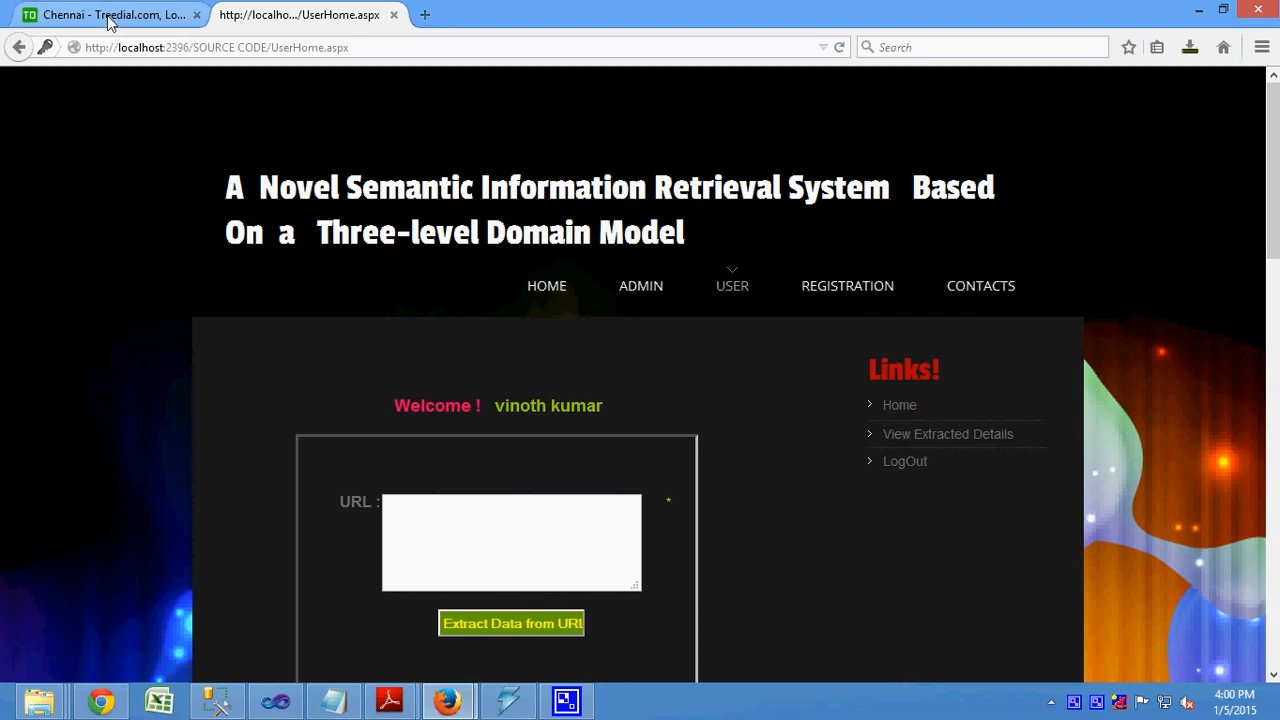 Chennai - Treedial.com, Lo...
http://localho.../UserHome.aspx
http://localhost:2396/SOURCE CODE/UserHome.aspx
Search
A Novel Semantic Information Retrieval System Based
On a Three-level Domain Model
HOME ADMIN USER REGISTRATION CONTACTS
Links!
Home
View Extracted Details
LogOut
Welcome ! vinoth kumar
URL : *
Extract Data from URL
4:00 PM
1/5/2015